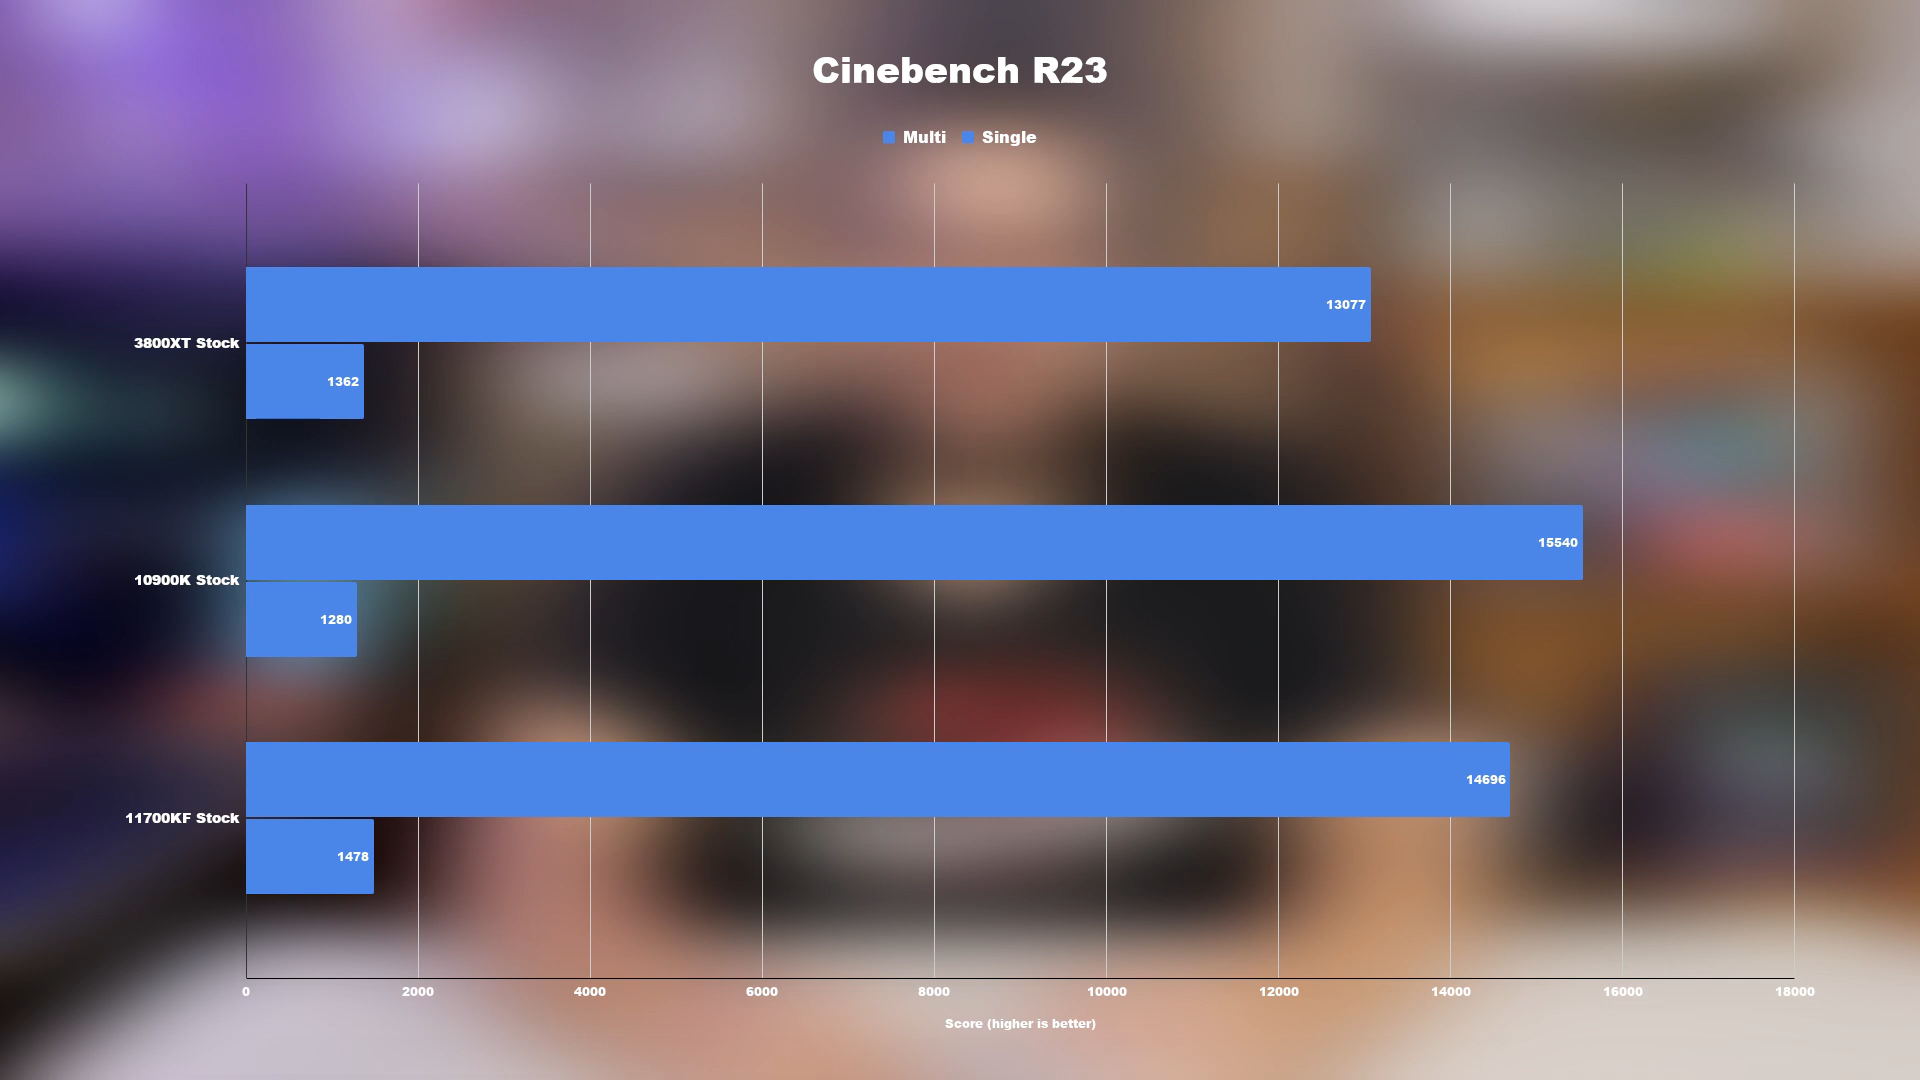 Cinebench R23
Multi Single
13077
3800XT Stock
1362
15540
10900K Stock
1280
14696
11700KF Stock
1478
0 2000 4000 6000 8000 10000 12000 14000 16000 18000
Score (higher is better)